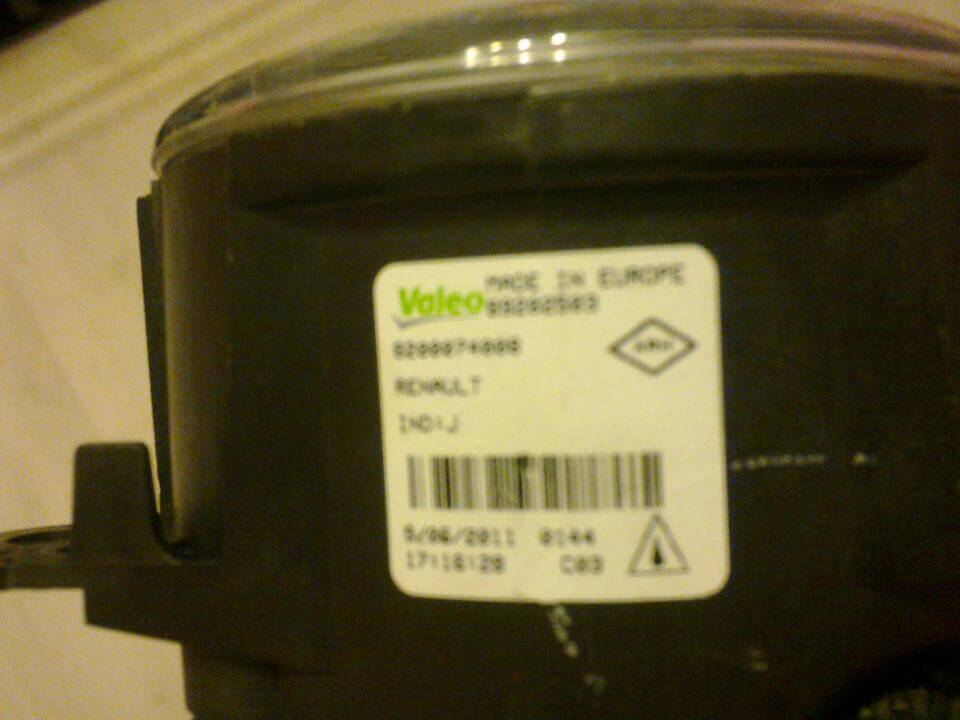 MADE IN EUROPE
Valeo 89202503
8200074008
RENAULT
IND:J
5/06/2011 0144
17:16:28 C03